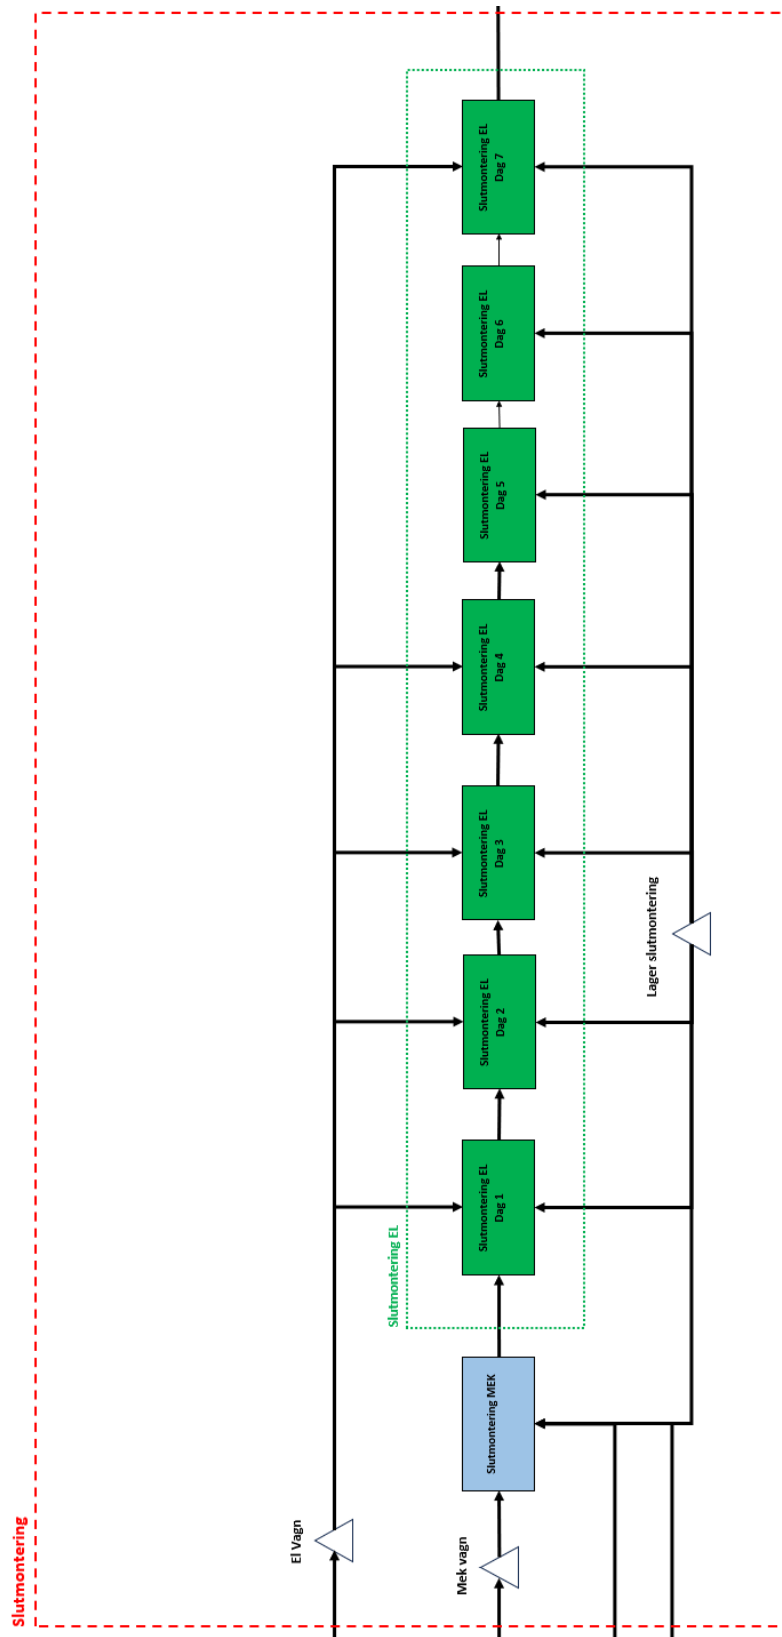 Slutmontering
El Vagn
Mek vagn
Slutmontering MEK
Slutmontering EL
Slutmontering EL
Dag 1
Slutmontering EL
Dag 2
Slutmontering EL
Dag 3
Slutmontering EL
Dag 4
Slutmontering EL
Dag 5
Slutmontering EL
Dag 6
Slutmontering EL
Dag 7
Lager slutmontering